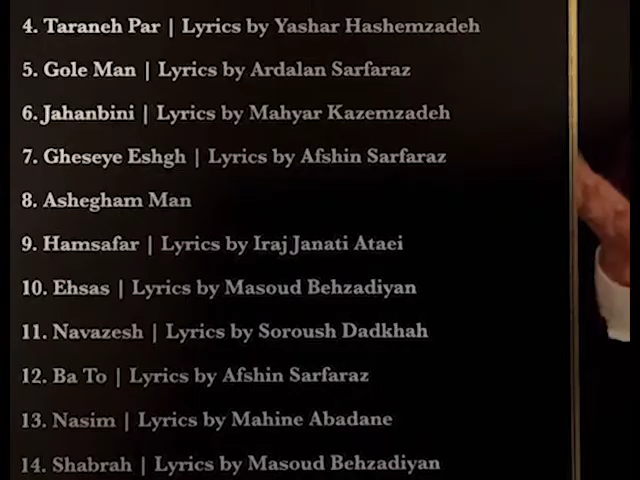 4. Taraneh Par | Lyrics by Yashar Hashemzadeh
5. Gole Man | Lyrics by Ardalan Sarfaraz
6. Jahanbini | Lyrics by Mahyar Kazemzadeh
7. Gheseye Eshgh | Lyrics by Afshin Sarfaraz
8. Ashegham Man
9. Hamsafar | Lyrics by Iraj Janati Ataei
10. Ehsas | Lyrics by Masoud Behzadiyan
11. Navazesh | Lyrics by Soroush Dadkhah
12. Ba To | Lyrics by Afshin Sarfaraz
13. Nasim | Lyrics by Mahine Abadane
14. Shabrah | Lyrics by Masoud Behzadiyan